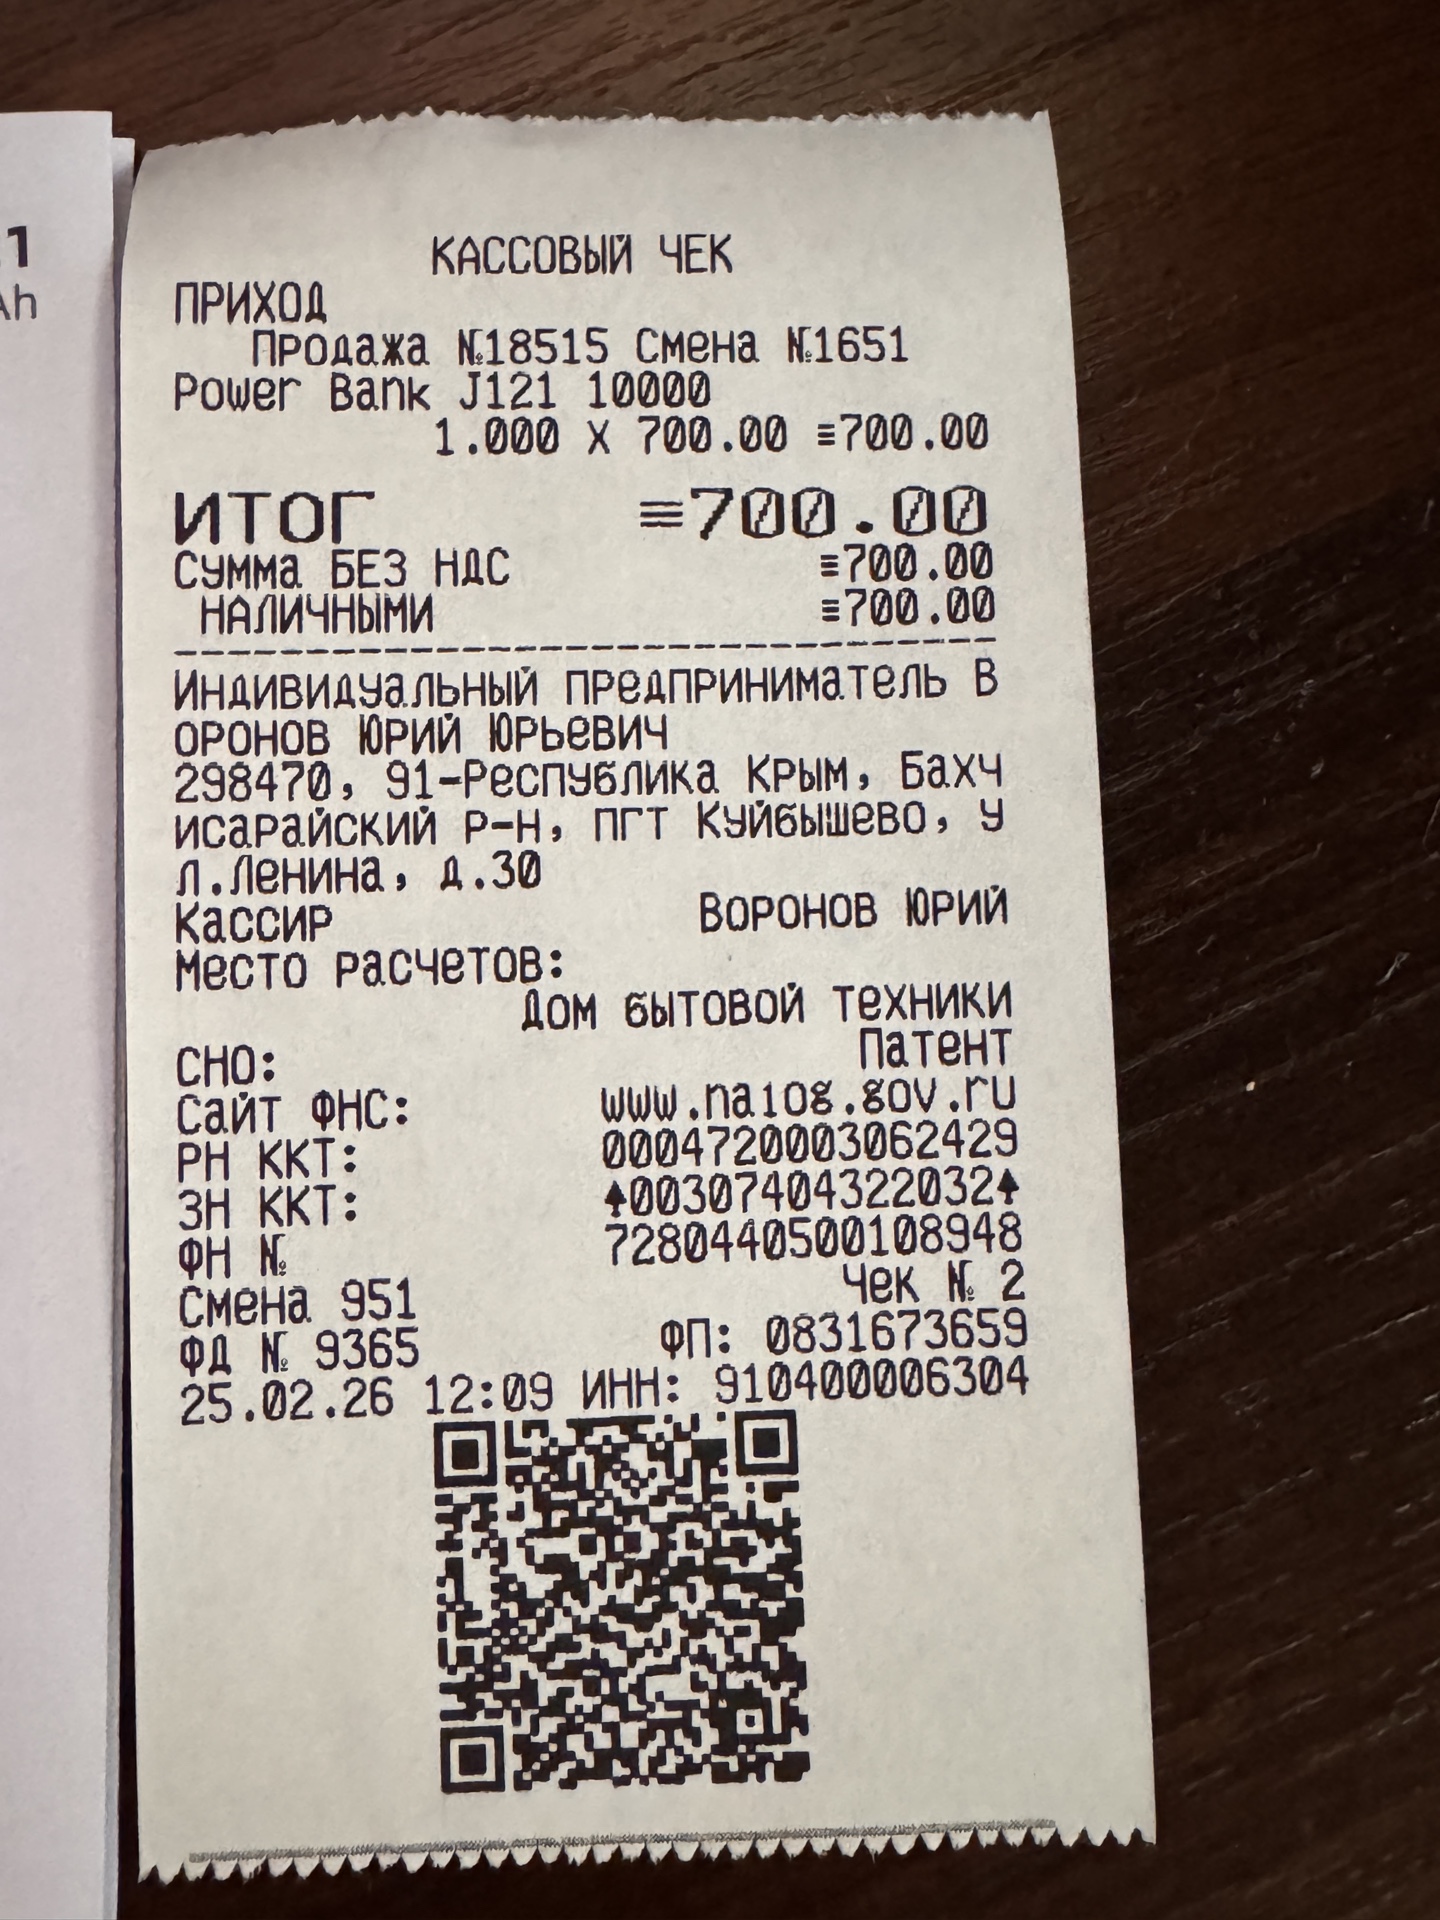 .1
Ah
КАССОВЫЙ ЧЕК
ПРИХОД
Продажа №18515 Смена №1651
Power Bank J121 10000
1.000 X 700.00 ≡700.00
ИТОГ ≡700.00
Сумма БЕЗ НДС ≡700.00
НАЛИЧНЫМИ ≡700.00
--------------------------------
Индивидуальный предприниматель В
оронов Юрий Юрьевич
298470, 91-Республика Крым, Бахч
исарайский р-н, пгт Куйбышево, у
л.Ленина, д.30
Кассир Воронов Юрий
Место расчетов:
Дом бытовой техники
СНО: Патент
Сайт ФНС: www.nalog.gov.ru
РН ККТ: 0004720003062429
ЗН ККТ: 🛧00307404322032🛧
ФН № 7280440500108948
Смена 951 Чек № 2
ФД № 9365 ФП: 0831673659
25.02.26 12:09 ИНН: 910400006304